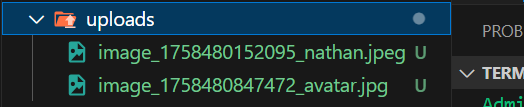 uploads
image_1758480152095_nathan.jpeg U
image_1758480847472_avatar.jpg U
PROB
TERM
Admi